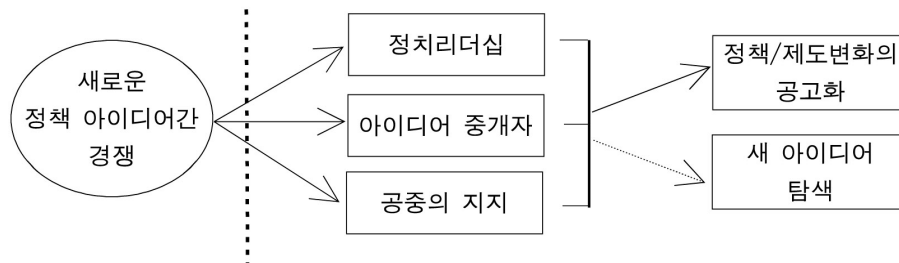 새로운
정책 아이디어간
경쟁
정치리더십
아이디어 중개자
공중의 지지
정책/제도변화의
공고화
새 아이디어
탐색